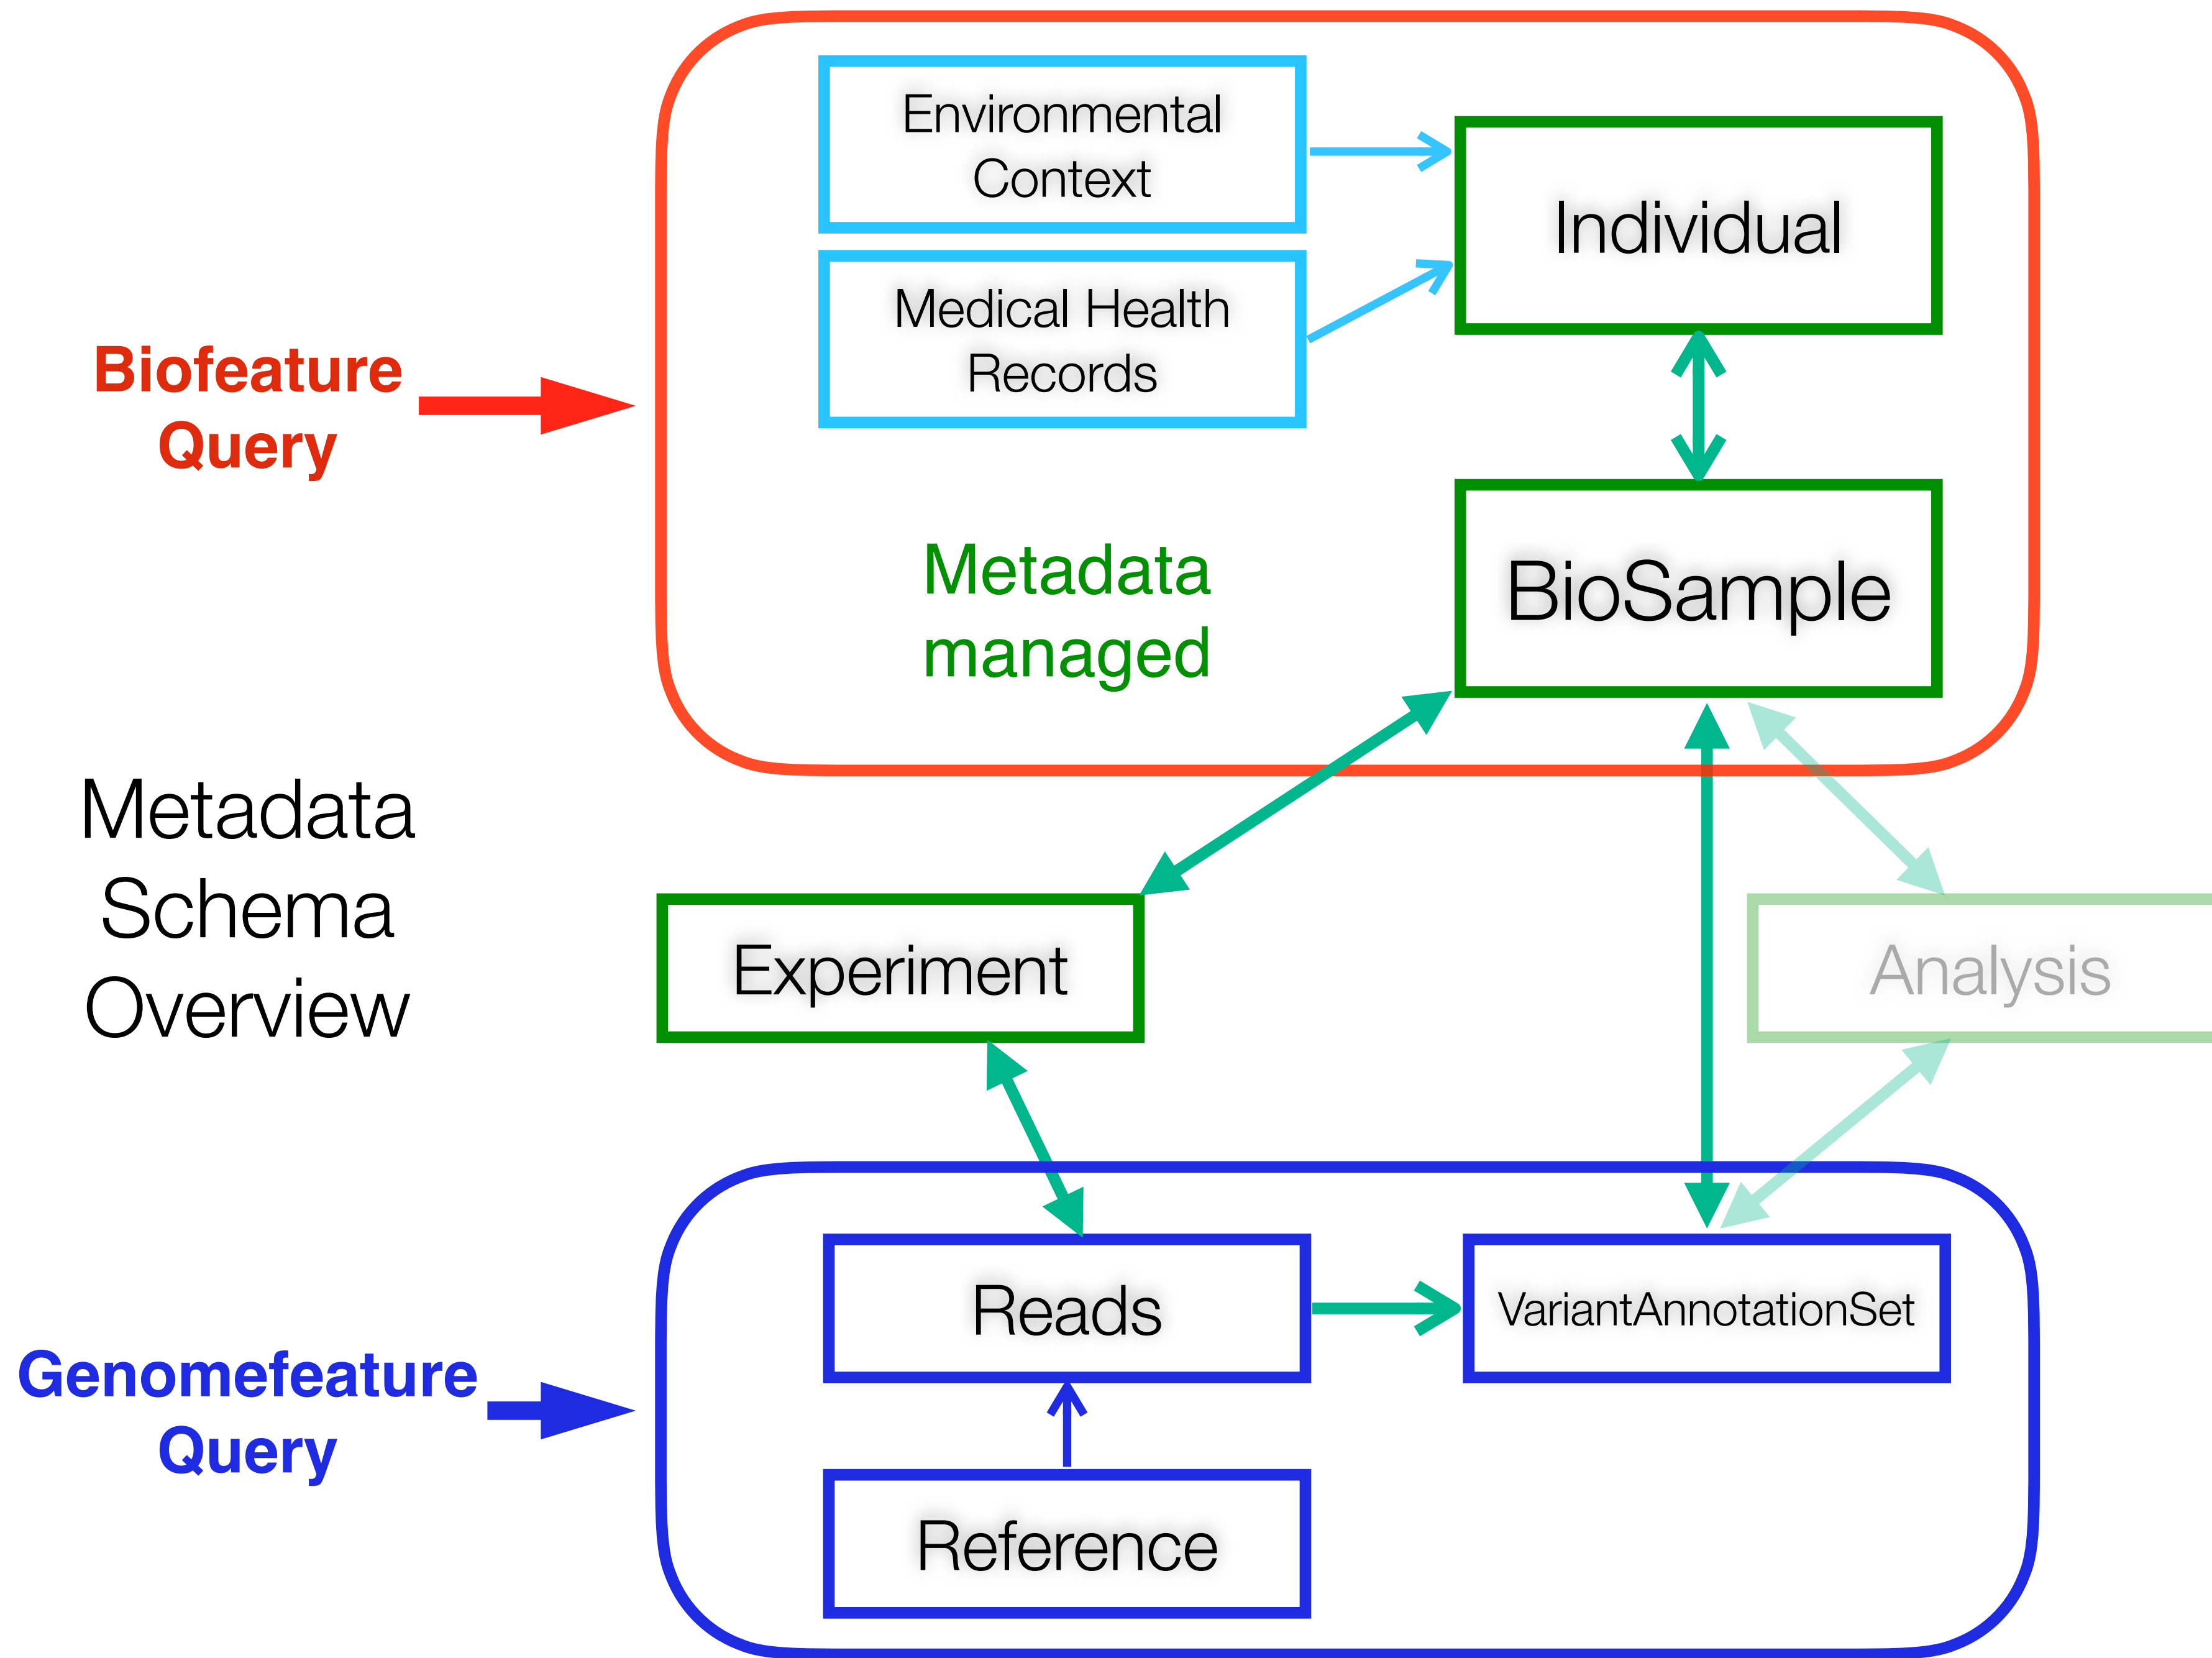 Environmental
Context
Individual
Medical Health
Records
Biofeature
Query
Metadata
managed
BioSample
Metadata
Schema
Overview
Experiment
Analysis
Reads
VariantAnnotationSet
Genomefeature
Query
Reference